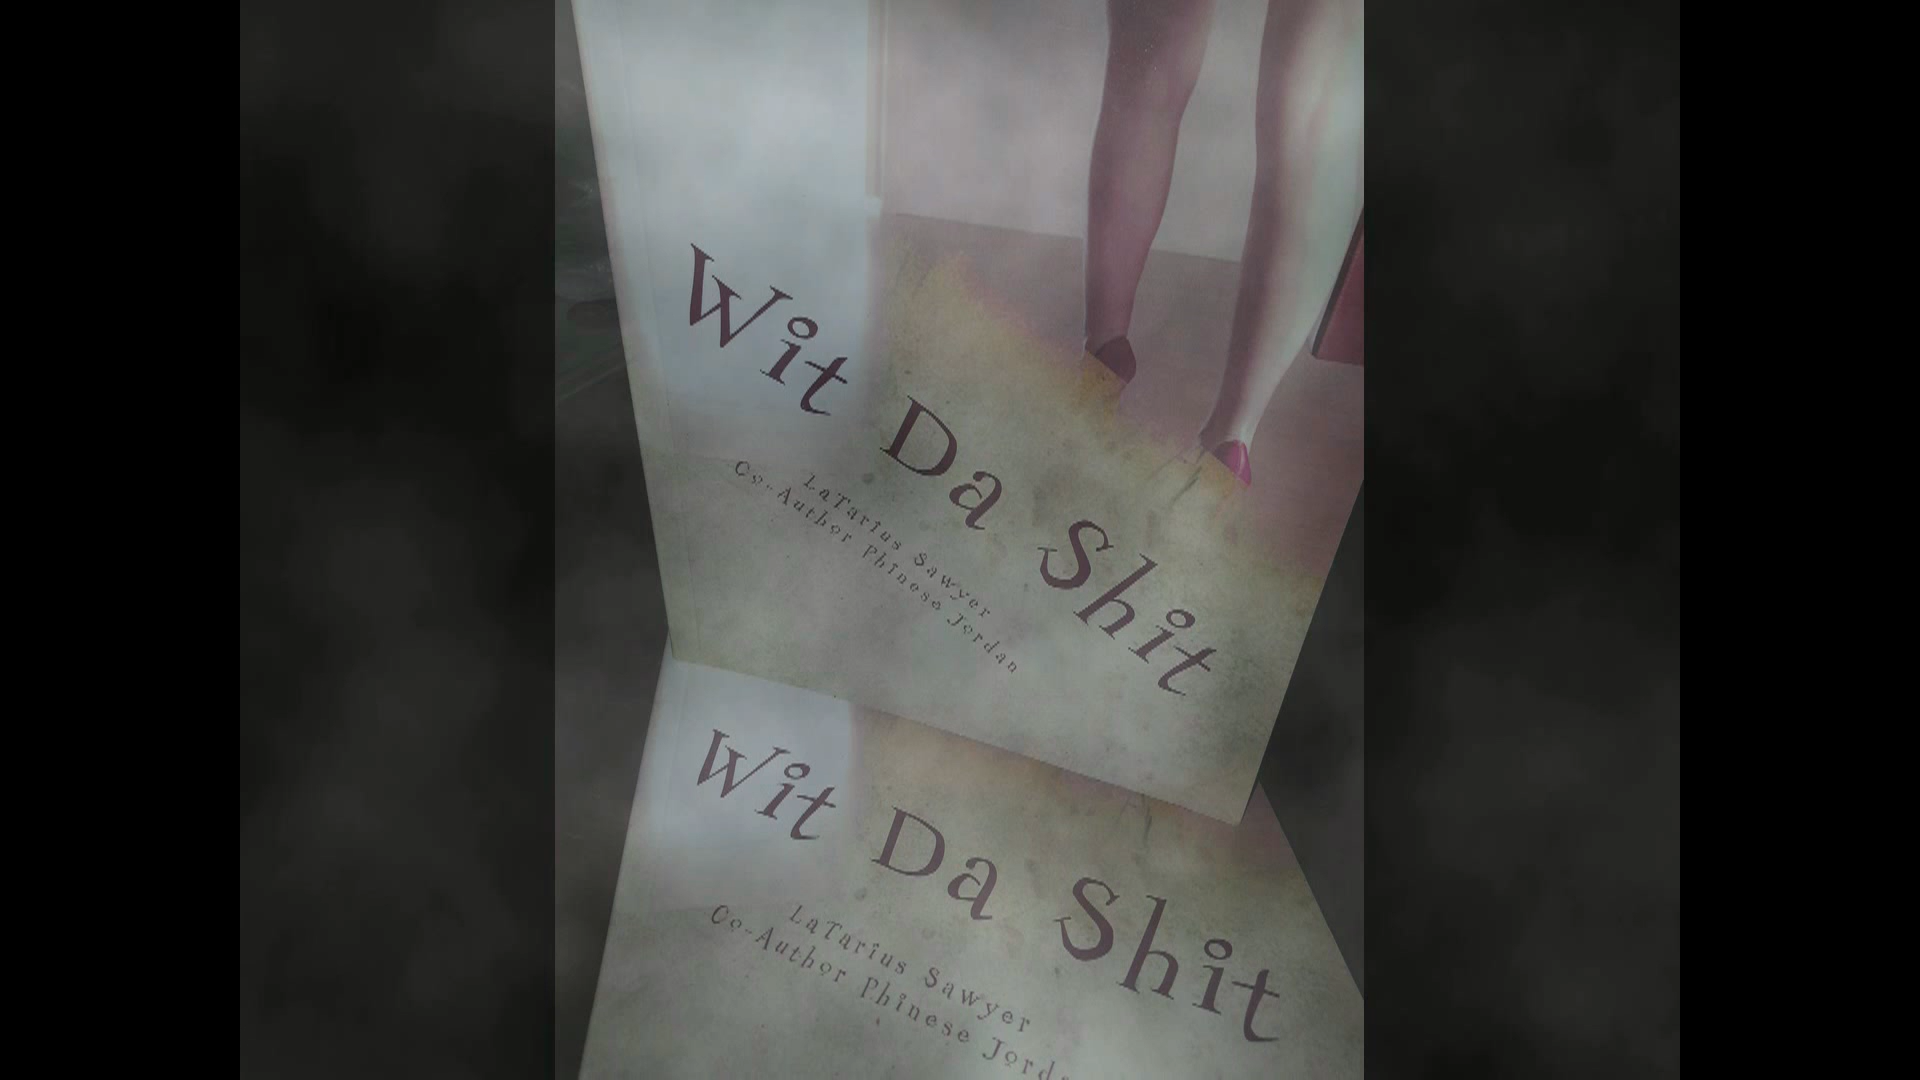 Wit Da Shit
LaTarius Sawyer
Co-Author Phinese Jordan
Wit Da Shit
LaTarius Sawyer
Co-Author Phinese